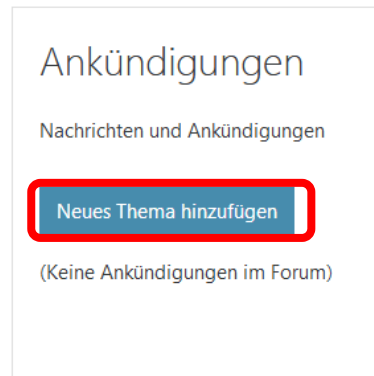 Ankündigungen
Nachrichten und Ankündigungen
Neues Thema hinzufügen
(Keine Ankündigungen im Forum)